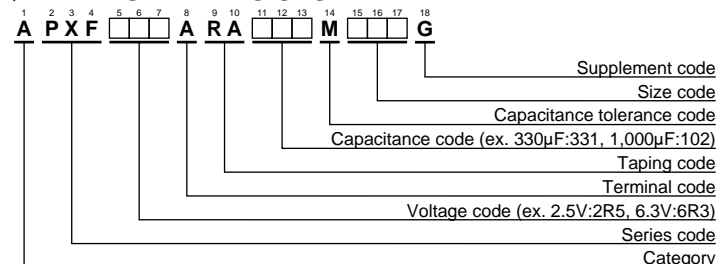 1 2 3 4 5 6 7 8 9 10 11 12 13 14 15 16 17 18
A PXF □□□ A RA □□□ M □□□ G
Supplement code
Size code
Capacitance tolerance code
Capacitance code (ex. 330μF:331, 1,000μF:102)
Taping code
Terminal code
Voltage code (ex. 2.5V:2R5, 6.3V:6R3)
Series code
Category